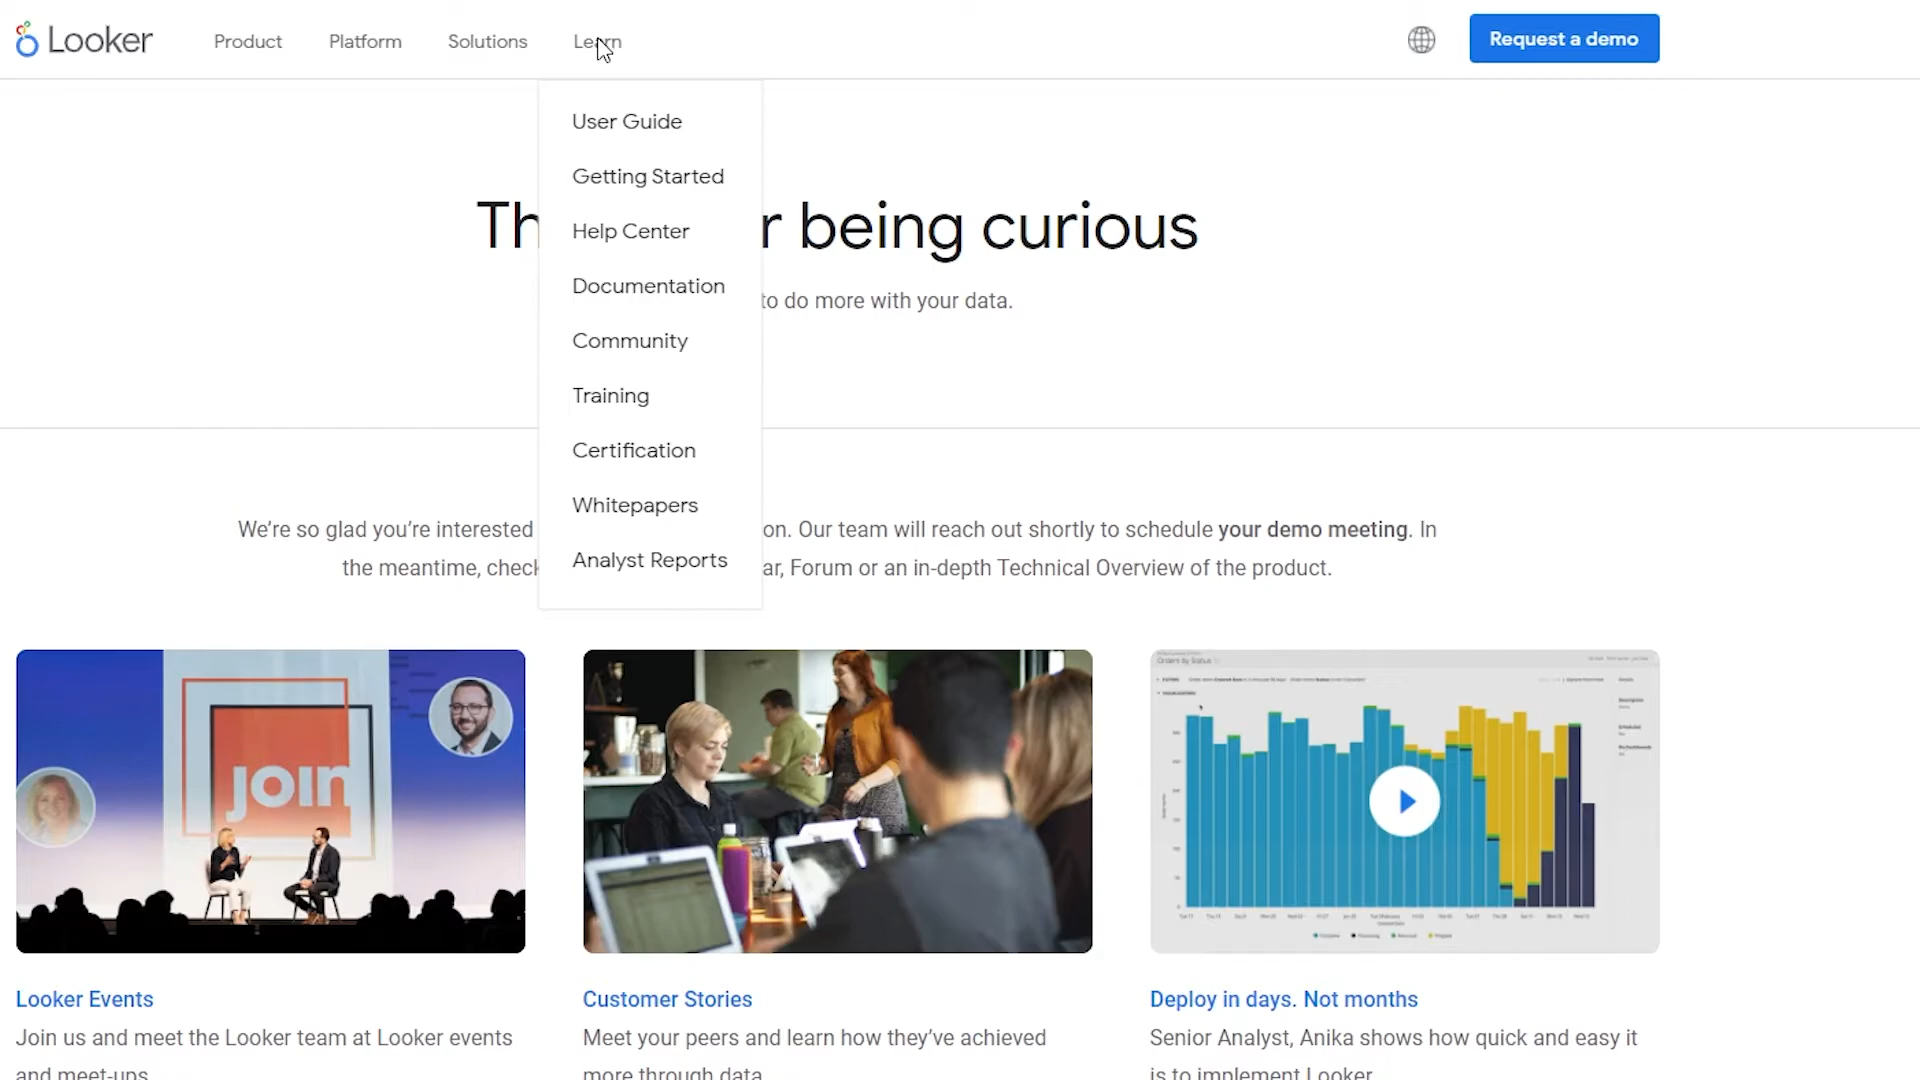 Looker
Product
Platform
Solutions
Learn
Request a demo
User Guide
Getting Started
Help Center
Documentation
Community
Training
Certification
Whitepapers
Analyst Reports
r being curious
to do more with your data.
We're so glad you're interested
on. Our team will reach out shortly to schedule your demo meeting. In
the meantime, check
ar, Forum or an in-depth Technical Overview of the product.
join
Orders by Status
Looker Events
Join us and meet the Looker team at Looker events
and meet-ups
Customer Stories
Meet your peers and learn how they've achieved
more through data
Deploy in days. Not months
Senior Analyst, Anika shows how quick and easy it
is to implement Looker